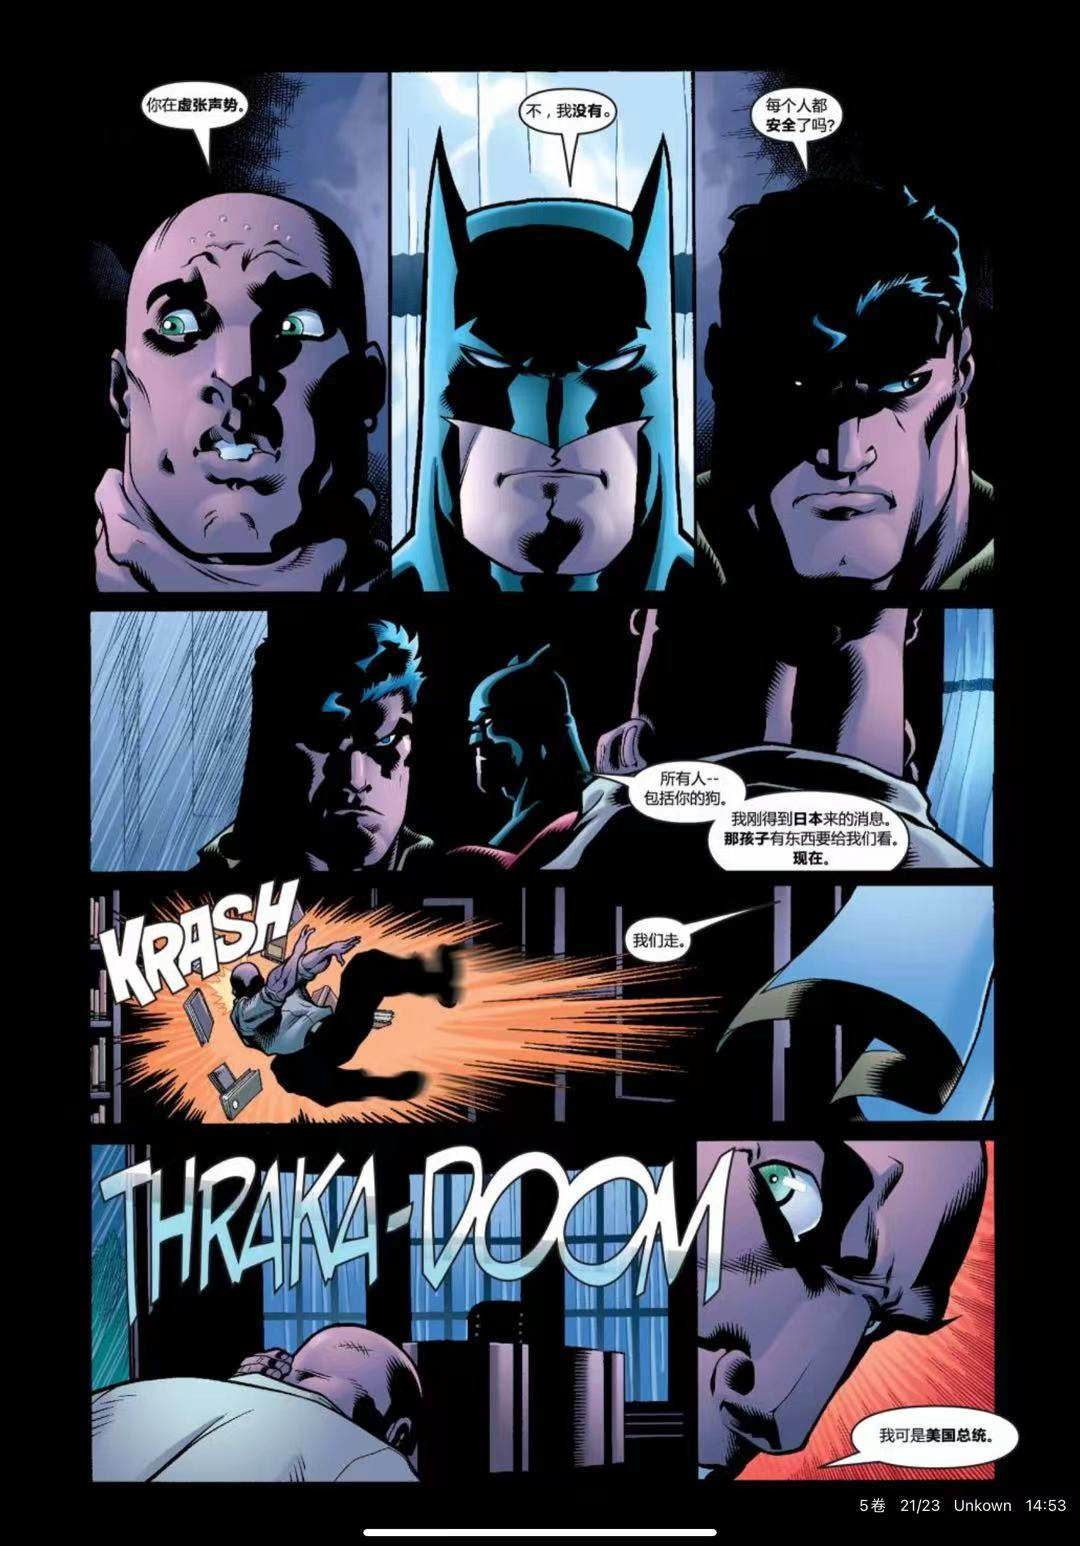 你在虚张声势。
不，我没有。
每个人都
安全了吗?
所有人--
包括你的狗。
我刚得到日本来的消息。
那孩子有东西要给我们看。
现在。
KRASH
我们走。
THRAKA-DOOM
我可是美国总统。
5卷 21/23 Unkown 14:53